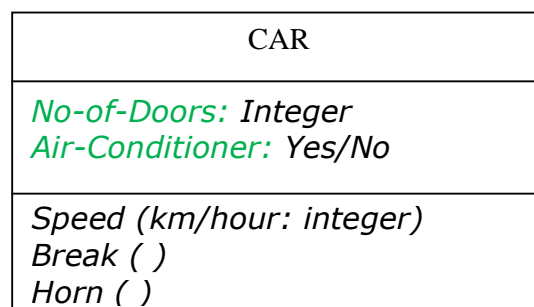 CAR
No-of-Doors: Integer
Air-Conditioner: Yes/No
Speed (km/hour: integer)
Break ( )
Horn ( )